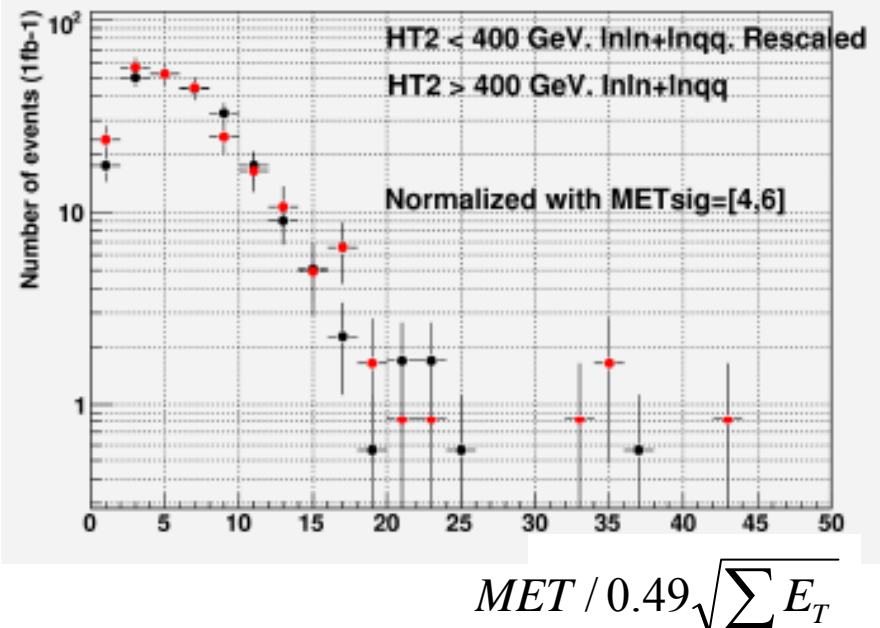 Number of events (1fb-1)
10²
10
1
HT2 < 400 GeV. lnln+lnqq. Rescaled
HT2 > 400 GeV. lnln+lnqq
Normalized with METsig=[4,6]
0 5 10 15 20 25 30 35 40 45 50
MET / 0.49√∑ E_T